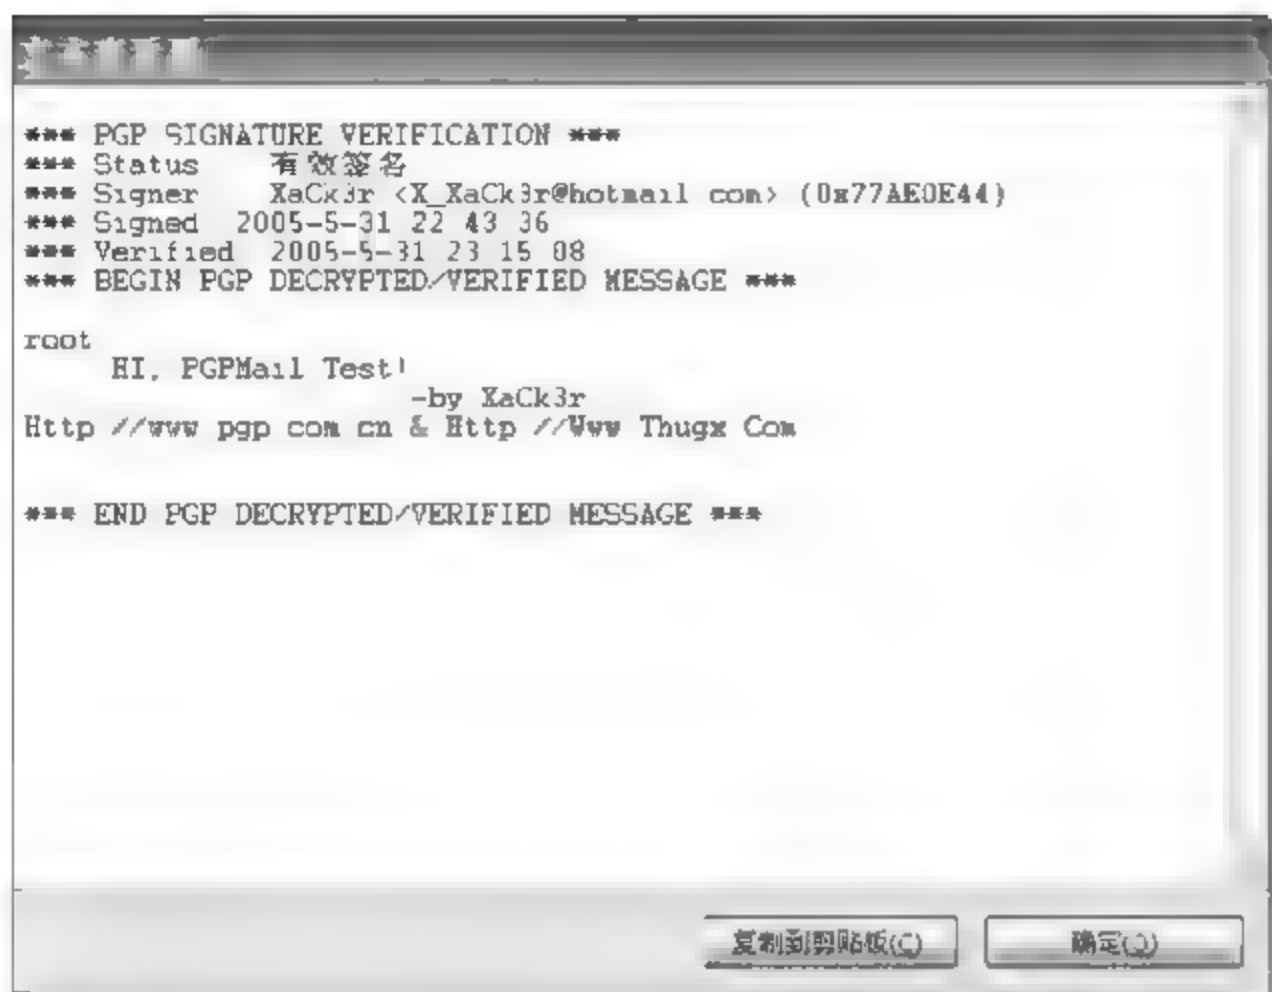 *** PGP SIGNATURE VERIFICATION ***
*** Status 有效签名
*** Signer XaCk3r <X_XaCk3r@hotmail com> (0x77AE0E44)
*** Signed 2005-5-31 22 43 36
*** Verified 2005-5-31 23 15 08
*** BEGIN PGP DECRYPTED/VERIFIED MESSAGE ***
root
HI, PGPMail Test!
-by XaCk3r
Http //www pgp com cn & Http //Www Thugx Com
*** END PGP DECRYPTED/VERIFIED MESSAGE ***
复制到剪贴板(C) 确定(O)